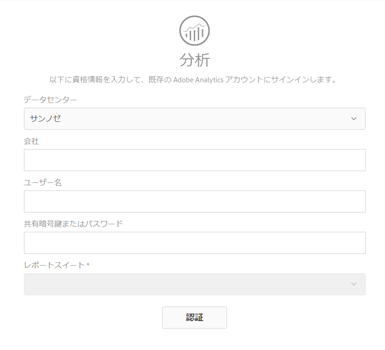 分析
以下に資格情報を入力して、既存の Adobe Analytics アカウントにサインインします。
データセンター
サンノゼ
会社
ユーザー名
共有暗号鍵またはパスワード
レポートスイート *
認証